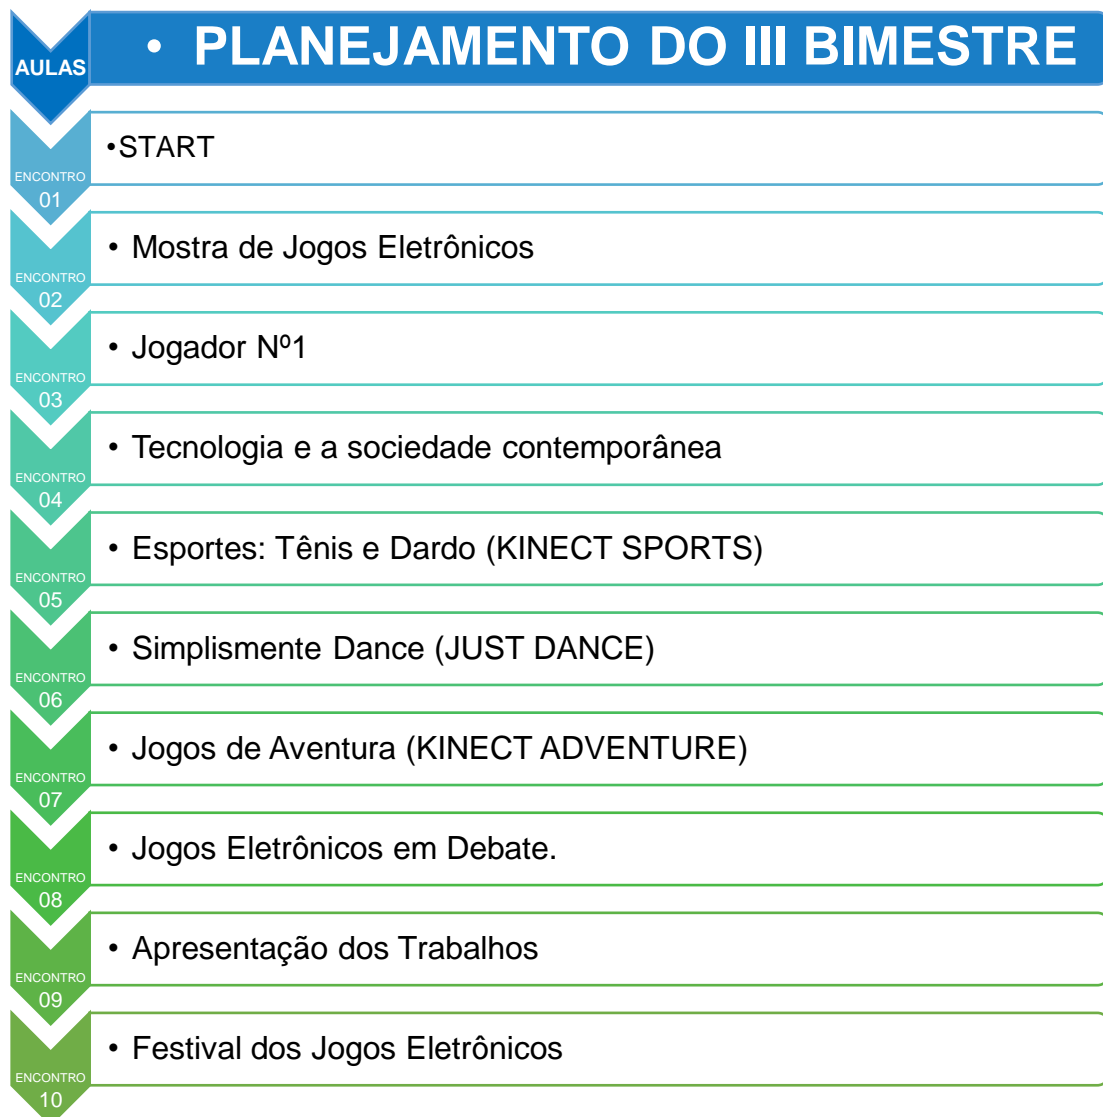 AULAS
• PLANEJAMENTO DO III BIMESTRE
ENCONTRO
01
•START
ENCONTRO
02
• Mostra de Jogos Eletrônicos
ENCONTRO
03
• Jogador Nº1
ENCONTRO
04
• Tecnologia e a sociedade contemporânea
ENCONTRO
05
• Esportes: Tênis e Dardo (KINECT SPORTS)
ENCONTRO
06
• Simplismente Dance (JUST DANCE)
ENCONTRO
07
• Jogos de Aventura (KINECT ADVENTURE)
ENCONTRO
08
• Jogos Eletrônicos em Debate.
ENCONTRO
09
• Apresentação dos Trabalhos
ENCONTRO
10
• Festival dos Jogos Eletrônicos